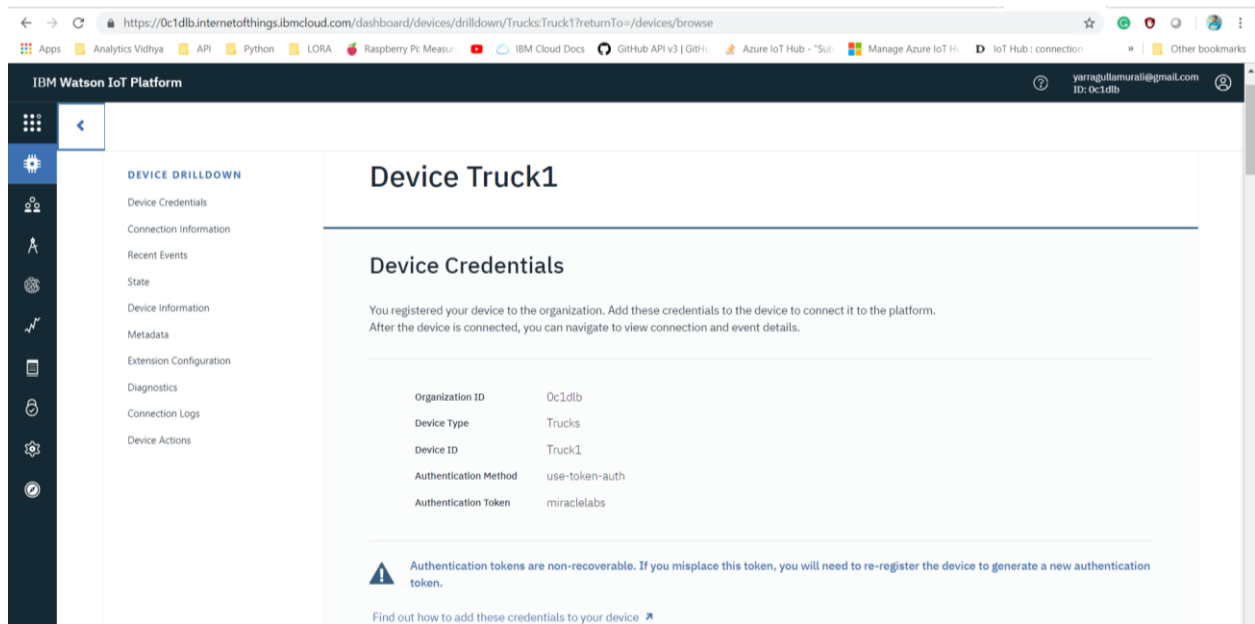 https://0c1dlb.internetofthings.ibmcloud.com/dashboard/devices/drilldown/Trucks:Truck1?returnTo=/devices/browse
Apps Analytics Vidhya API Python LORA Raspberry Pi: Measur IBM Cloud Docs GitHub API v3 | GitHu Azure IoT Hub - "Sub Manage Azure IoT Hu D IoT Hub : connection » Other bookmarks
IBM Watson IoT Platform
yarragullamurali@gmail.com
ID: 0c1dlb
DEVICE DRILLDOWN
Device Credentials
Connection Information
Recent Events
State
Device Information
Metadata
Extension Configuration
Diagnostics
Connection Logs
Device Actions
Device Truck1
Device Credentials
You registered your device to the organization. Add these credentials to the device to connect it to the platform.
After the device is connected, you can navigate to view connection and event details.
Organization ID 0c1dlb
Device Type Trucks
Device ID Truck1
Authentication Method use-token-auth
Authentication Token miraclelabs
Authentication tokens are non-recoverable. If you misplace this token, you will need to re-register the device to generate a new authentication
token.
Find out how to add these credentials to your device